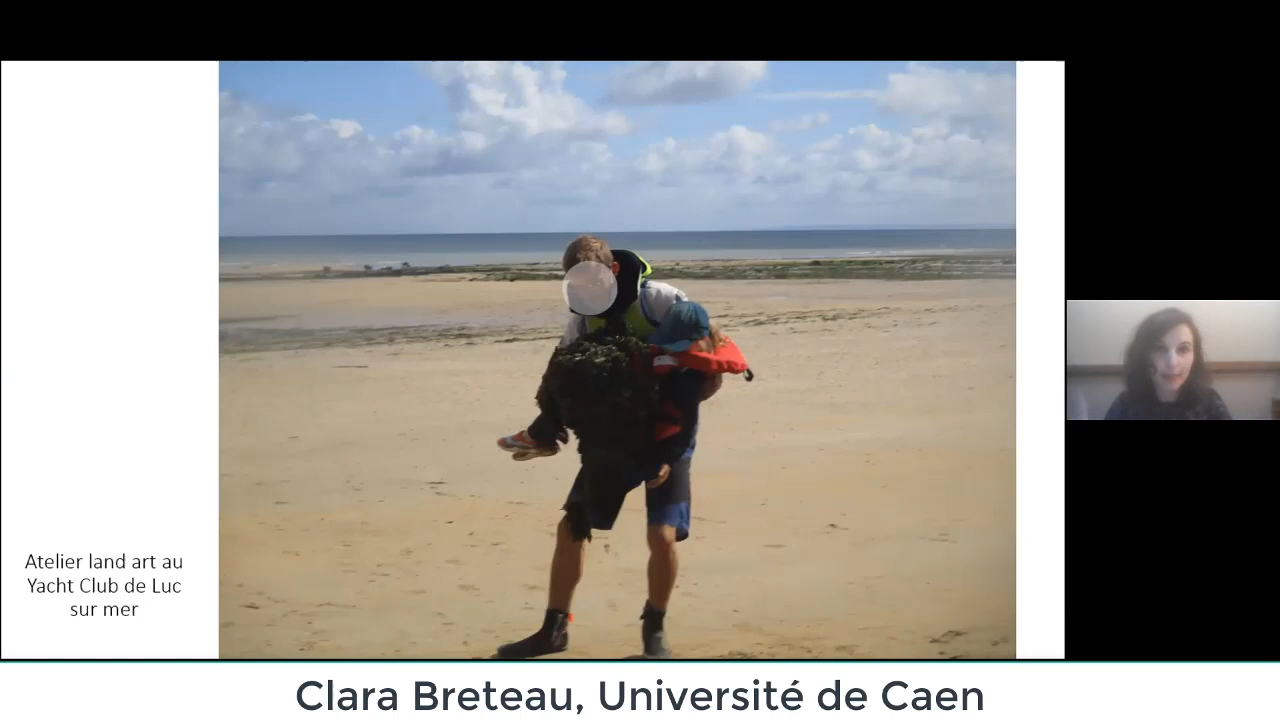 Atelier land art au
Yacht Club de Luc
sur mer
Clara Breteau, Université de Caen